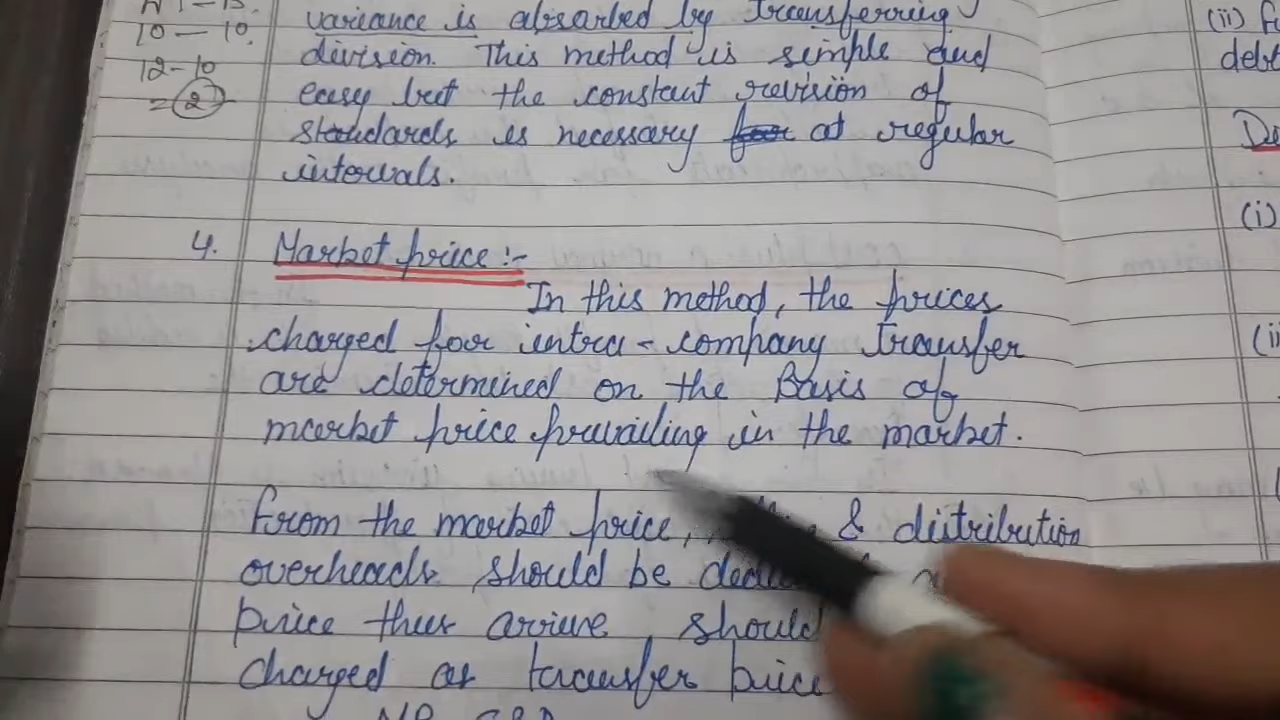 10 - 10.
12-10
= 2
variance is absorbed by transferring
division. This method is simple and
easy but the constant revision of
standards is necessary for at regular
intervals.
4. Market price :-
In this method, the prices
charged for intra-company transfer
are determined on the Basis of
market price prevailing in the market.
From the market price, & distribution
overheads should be
price thus arrive, should
charged as transfer price
(ii)
debt
(i)